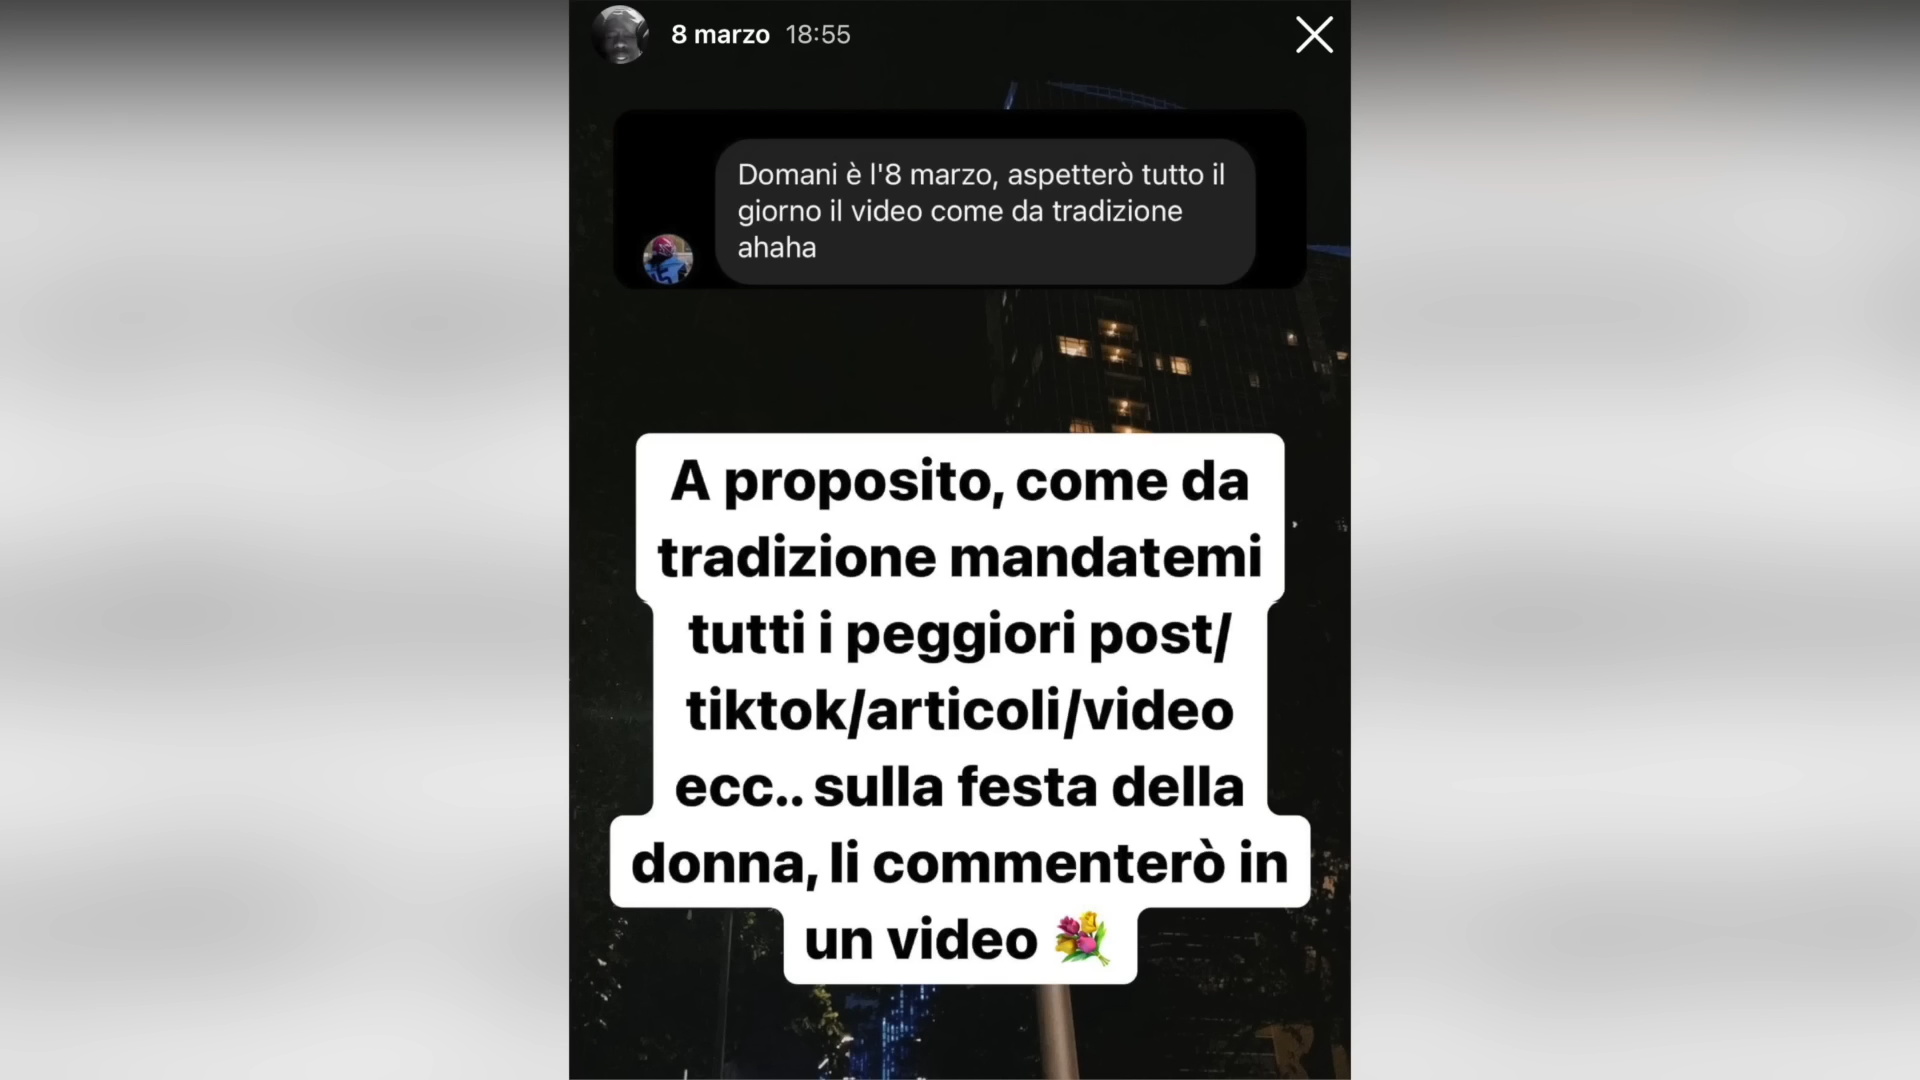 8 marzo 18:55
Domani è l'8 marzo, aspetterò tutto il
giorno il video come da tradizione
ahaha
A proposito, come da
tradizione mandatemi
tutti i peggiori post/
tiktok/articoli/video
ecc.. sulla festa della
donna, li commenterò in
un video 💐